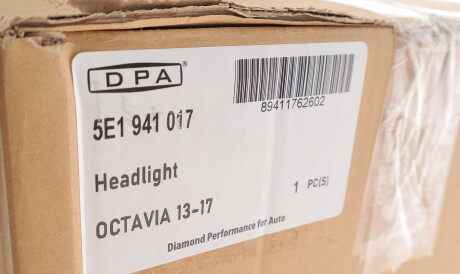 DPA®
89411762602
5E1 941 017
Headlight
1 PC(S)
OCTAVIA 13-17
Diamond Performance for Auto